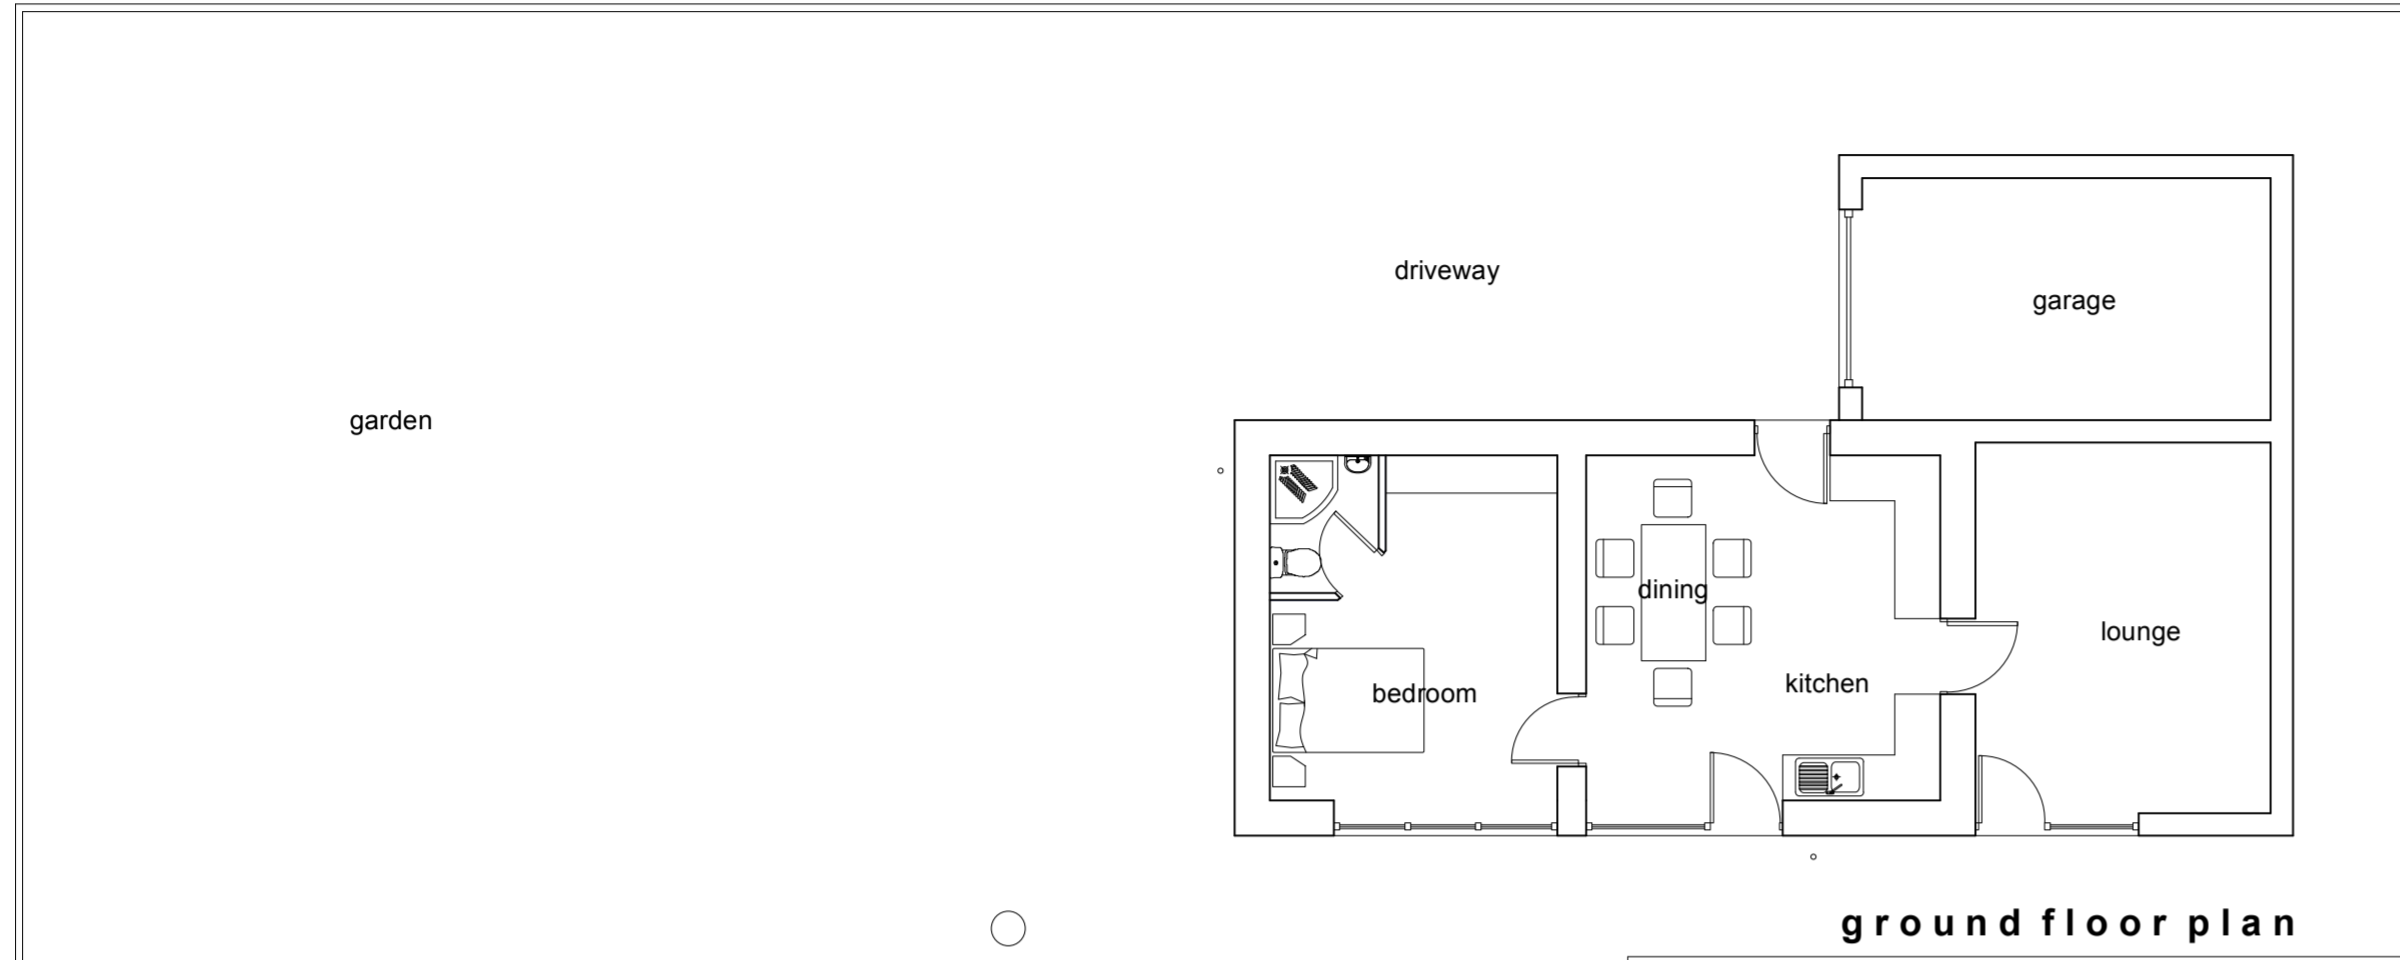 driveway
garage
garden
dining
lounge
kitchen
bedroom
ground floor plan